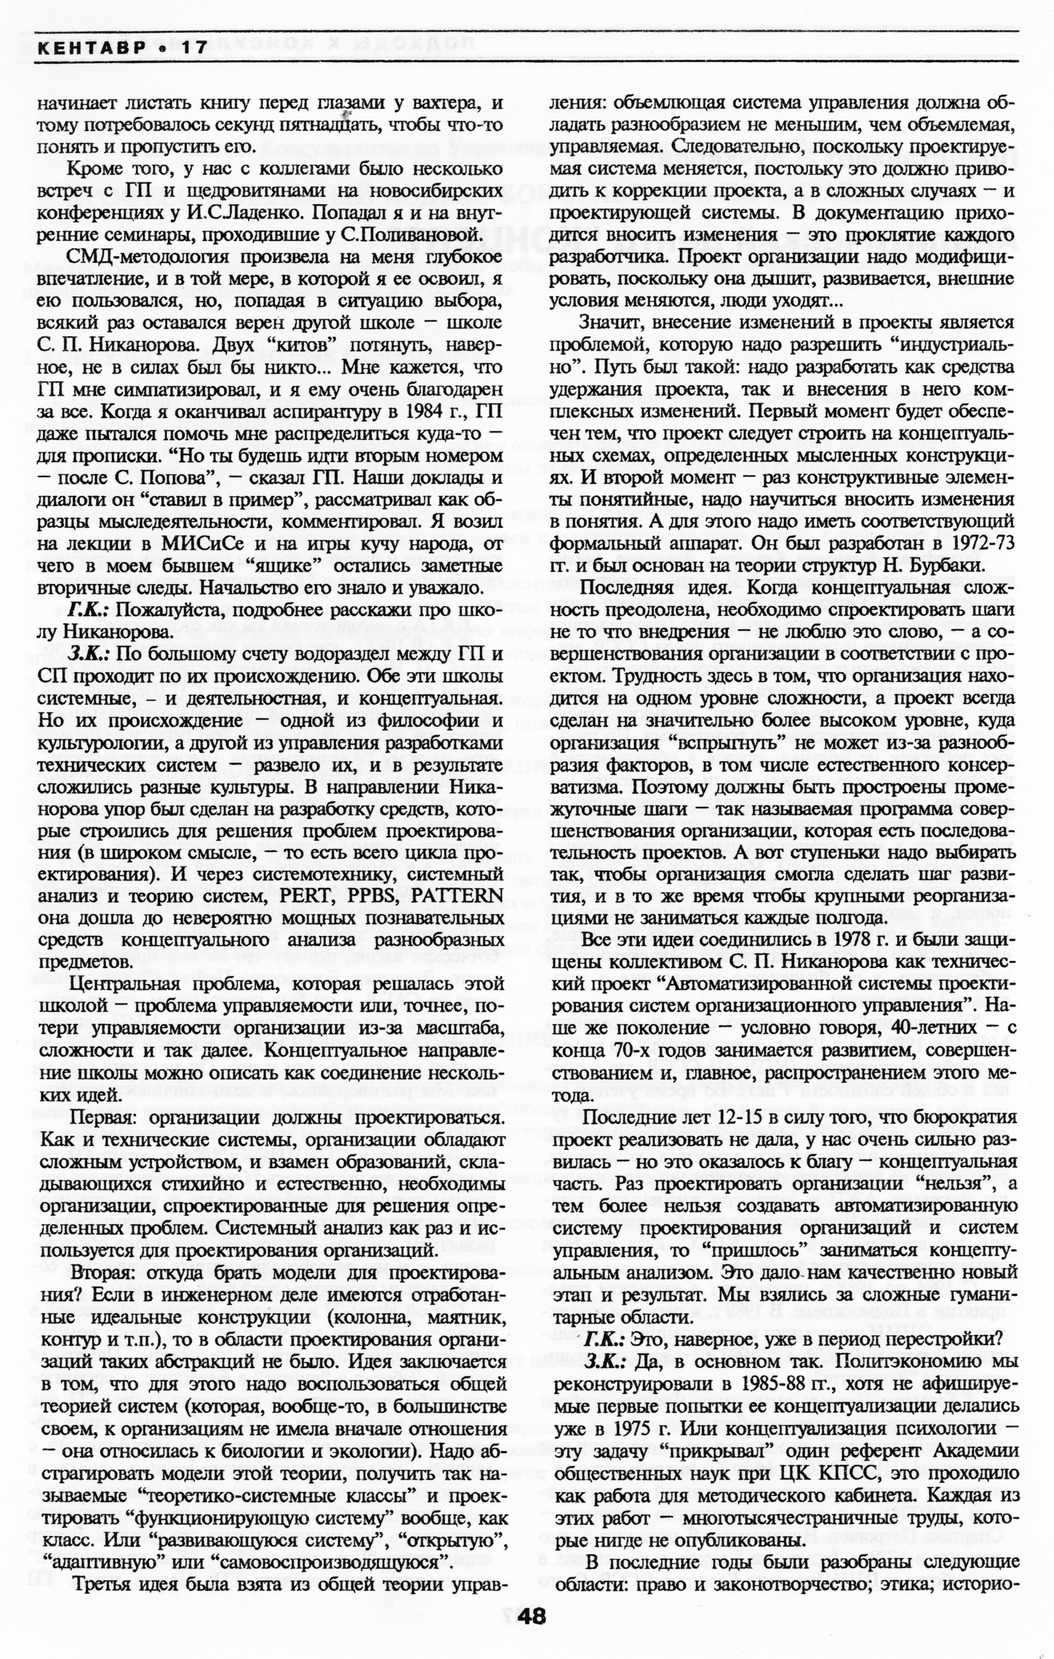 КЕНТАВР • 17
начинает листать книгу перед глазами у вахтера, и
тому потребовалось секунд пятнадцать, чтобы что-то
понять и пропустить его.
Кроме того, у нас с коллегами было несколько
встреч с ГП и щедровитянами на новосибирских
конференциях у И.С.Ладенко. Попадал я и на внут-
ренние семинары, проходившие у С.Поливановой.
СМД-методология произвела на меня глубокое
впечатление, и в той мере, в которой я ее освоил, я
ею пользовался, но, попадая в ситуацию выбора,
всякий раз оставался верен другой школе — школе
С. П. Никанорова. Двух “китов” потянуть, навер-
ное, не в силах был бы никто... Мне кажется, что
ГП мне симпатизировал, и я ему очень благодарен
за все. Когда я оканчивал аспирантуру в 1984 г., ГП
даже пытался помочь мне распределиться куда-то —
для прописки. “Но ты будешь идти вторым номером
— после С. Попова”, — сказал ГП. Наши доклады и
диалоги он “ставил в пример”, рассматривал как об-
разцы мыследеятельности, комментировал. Я возил
на лекции в МИСиСе и на игры кучу народа, от
чего в моем бывшем “ящике” остались заметные
вторичные следы. Начальство его знало и уважало.
Г.К.: Пожалуйста, подробнее расскажи про шко-
лу Никанорова.
З.К.: По большому счету водораздел между ГП и
СП проходит по их происхождению. Обе эти школы
системные, - и деятельностная, и концептуальная.
Но их происхождение — одной из философии и
культурологии, а другой из управления разработками
технических систем — развело их, и в результате
сложились разные культуры. В направлении Ника-
норова упор был сделан на разработку средств, кото-
рые строились для решения проблем проектирова-
ния (в широком смысле, — то есть всего цикла про-
ектирования). И через системотехнику, системный
анализ и теорию систем, PERT, PPBS, PATTERN
она дошла до невероятно мощных познавательных
средств концептуального анализа разнообразных
предметов.
Центральная проблема, которая решалась этой
школой — проблема управляемости или, точнее, по-
тери управляемости организации из-за масштаба,
сложности и так далее. Концептуальное направле-
ние школы можно описать как соединение несколь-
ких идей.
Первая: организации должны проектироваться.
Как и технические системы, организации обладают
сложным устройством, и взамен образований, скла-
дывающихся стихийно и естественно, необходимы
организации, спроектированные для решения опре-
деленных проблем. Системный анализ как раз и ис-
пользуется для проектирования организаций.
Вторая: откуда брать модели для проектирова-
ния? Если в инженерном деле имеются отработан-
ные идеальные конструкции (колонна, маятник,
контур и т.п.), то в области проектирования органи-
заций таких абстракций не было. Идея заключается
в том, что для этого надо воспользоваться общей
теорией систем (которая, вообще-то, в большинстве
своем, к организациям не имела вначале отношения
— она относилась к биологии и экологии). Надо аб-
страгировать модели этой теории, получить так на-
зываемые “теоретико-системные классы” и проек-
тировать “функционирующую систему” вообще, как
класс. Или “развивающуюся систему”, “открытую”,
“адаптивную” или “самовоспроизводящуюся”.
Третья идея была взята из общей теории управ-
ления: объемлющая система управления должна об-
ладать разнообразием не меньшим, чем объемлемая,
управляемая. Следовательно, поскольку проектируе-
мая система меняется, постольку это должно приво-
дить к коррекции проекта, а в сложных случаях — и
проектирующей системы. В документацию прихо-
дится вносить изменения — это проклятие каждого
разработчика. Проект организации надо модифици-
ровать, поскольку она дышит, развивается, внешние
условия меняются, люди уходят...
Значит, внесение изменений в проекты является
проблемой, которую надо разрешить “индустриаль-
но”. Путь был такой: надо разработать как средства
удержания проекта, так и внесения в него ком-
плексных изменений. Первый момент будет обеспе-
чен тем, что проект следует строить на концептуаль-
ных схемах, определенных мысленных конструкци-
ях. И второй момент — раз конструктивные элемен-
ты понятийные, надо научиться вносить изменения
в понятия. А для этого надо иметь соответствующий
формальный аппарат. Он был разработан в 1972-73
гг. и был основан на теории структур Н. Бурбаки.
Последняя идея. Когда концептуальная слож-
ность преодолена, необходимо спроектировать шаги
не то что внедрения — не люблю это слово, — а со-
вершенствования организации в соответствии с про-
ектом. Трудность здесь в том, что организация нахо-
дится на одном уровне сложности, а проект всегда
сделан на значительно более высоком уровне, куда
организация “вспрыгнуть” не может из-за разнооб-
разия факторов, в том числе естественного консер-
ватизма. Поэтому должны быть простроены проме-
жуточные шаги — так называемая программа совер-
шенствования организации, которая есть последова-
тельность проектов. А вот ступеньки надо выбирать
так, чтобы организация смогла сделать шаг разви-
тия, и в то же время чтобы крупными реорганиза-
циями не заниматься каждые полгода.
Все эти идеи соединились в 1978 г. и были защи-
щены коллективом С. П. Никанорова как техничес-
кий проект “Автоматизированной системы проекти-
рования систем организационного управления”. На-
ше же поколение — условно говоря, 40-летних — с
конца 70-х годов занимается развитием, совершен-
ствованием и, главное, распространением этого ме-
тода.
Последних лет 12-15 в силу того, что бюрократия
проект реализовать не дала, у нас очень сильно раз-
вилась — но это оказалось к благу — концептуальная
часть. Раз проектировать организации “нельзя”, а
тем более нельзя создавать автоматизированную
систему проектирования организаций и систем
управления, то “пришлось” заниматься концепту-
альным анализом. Это дало нам качественно новый
этап и результат. Мы взялись за сложные гумани-
тарные области.
Г.К.: Это, наверное, уже в период перестройки?
З.К.: Да, в основном так. Политэкономию мы
реконструировали в 1985-88 гг., хотя не афишируе-
мые первые попытки ее концептуализации делались
уже в 1975 г. Или концептуализация психологии —
эту задачу “прикрывал” один референт Академии
общественных наук при ЦК КПСС, это проходило
как работа для методического кабинета. Каждая из
этих работ — многотысячестраничные труды, кото-
рые нигде не опубликованы.
В последние годы были разобраны следующие
области: право и законотворчество; этика; историо-
48